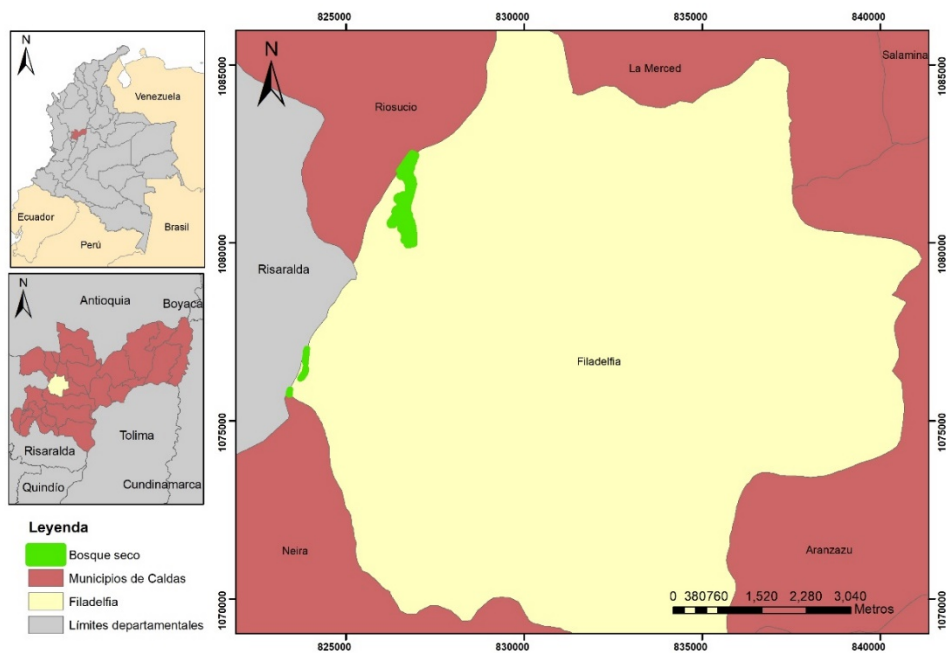 N
Venezuela
Ecuador
Perú
Brasil
N
Antioquia
Boyacá
Tolima
Risaralda
Quindío
Cundinamarca
Leyenda
Bosque seco
Municipios de Caldas
Filadelfia
Límites departamentales
825000 830000 835000 840000
N
La Merced
Salamina
Riosucio
Risaralda
Filadelfia
Neira
Aranzazu
0 380760 1,520 2,280 3,040
Metros
1085000
1080000
1075000
1070000
1085000
1080000
1075000
1070000
825000 830000 835000 840000